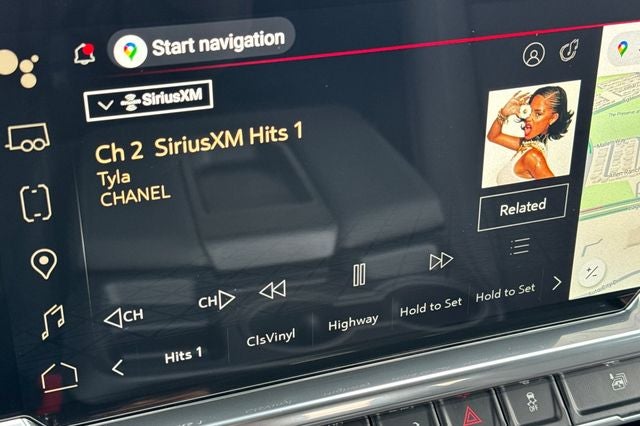 Start navigation
SiriusXM
Ch 2 SiriusXM Hits 1
Tyla
CHANEL
Related
CH
CH
Hits 1
ClsVinyl
Highway
Hold to Set
Hold to Set